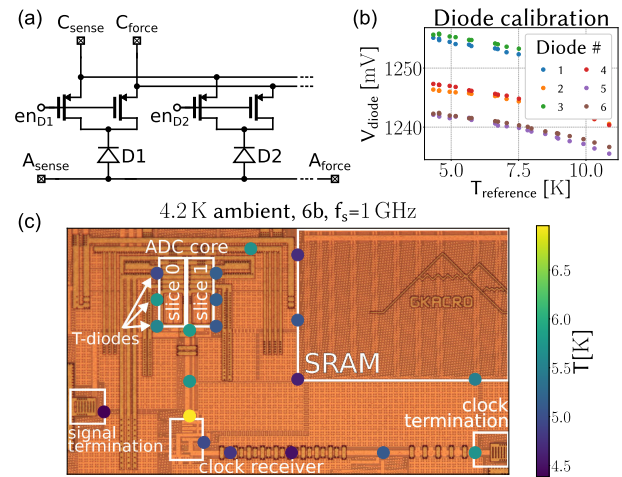 (a)
C_sense C_force
en_D1 en_D2
D1 D2
A_sense A_force
(b)
Diode calibration
V_diode [mV]
1250
1240
Diode #
1 4
2 5
3 6
5.0 7.5 10.0
T_reference [K]
(c)
4.2 K ambient, 6b, f_s=1 GHz
ADC core
slice 0
slice 1
T-diodes
GKACRO
SRAM
signal
termination
clock receiver
clock
termination
6.5
6.0
5.5
5.0
4.5
T[K]